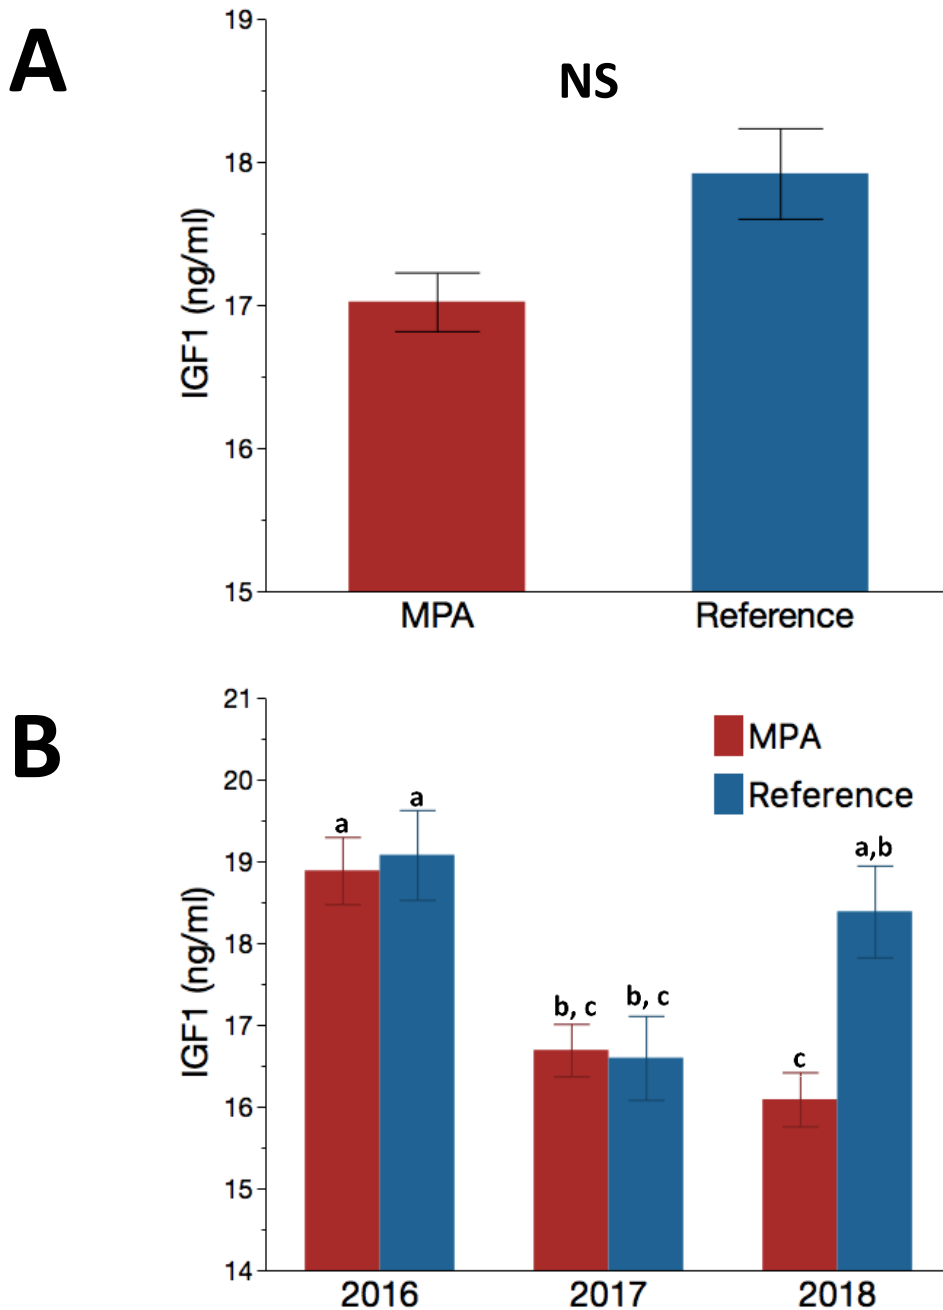 A
NS
19
18
17
16
15
IGF1 (ng/ml)
MPA Reference
B
21
20
19
18
17
16
15
14
IGF1 (ng/ml)
MPA
Reference
a
a
b, c
b, c
c
a,b
2016 2017 2018